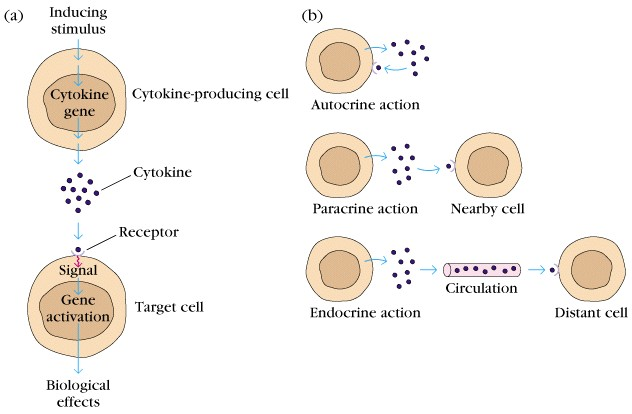 (a)
Inducing
stimulus
Cytokine
gene
Cytokine-producing cell
Cytokine
Receptor
Signal
Gene
activation
Target cell
Biological
effects
(b)
Autocrine action
Paracrine action
Nearby cell
Circulation
Endocrine action
Distant cell